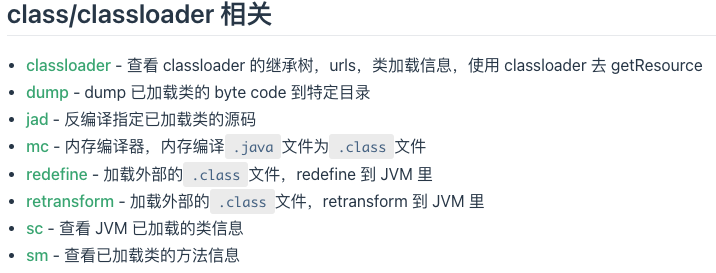 class/classloader 相关
classloader - 查看 classloader 的继承树，urls，类加载信息，使用 classloader 去 getResource
dump - dump 已加载类的 byte code 到特定目录
jad - 反编译指定已加载类的源码
mc - 内存编译器，内存编译 .java 文件为 .class 文件
redefine - 加载外部的 .class 文件，redefine 到 JVM 里
retransform - 加载外部的 .class 文件，retransform 到 JVM 里
sc - 查看 JVM 已加载的类信息
sm - 查看已加载类的方法信息